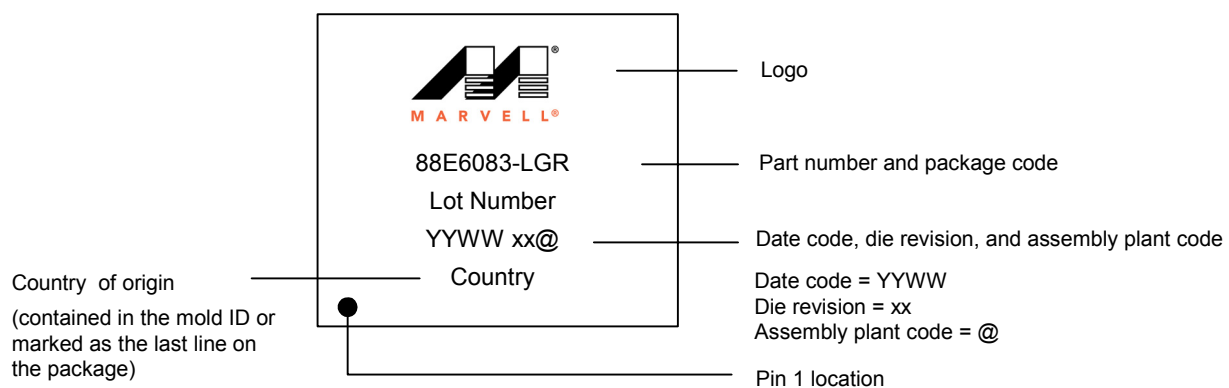 ®
MARVELL®
88E6083-LGR
Lot Number
YYWW xx@
Country
Logo
Part number and package code
Date code, die revision, and assembly plant code
Date code = YYWW
Die revision = xx
Assembly plant code = @
Pin 1 location
Country of origin
(contained in the mold ID or
marked as the last line on
the package)